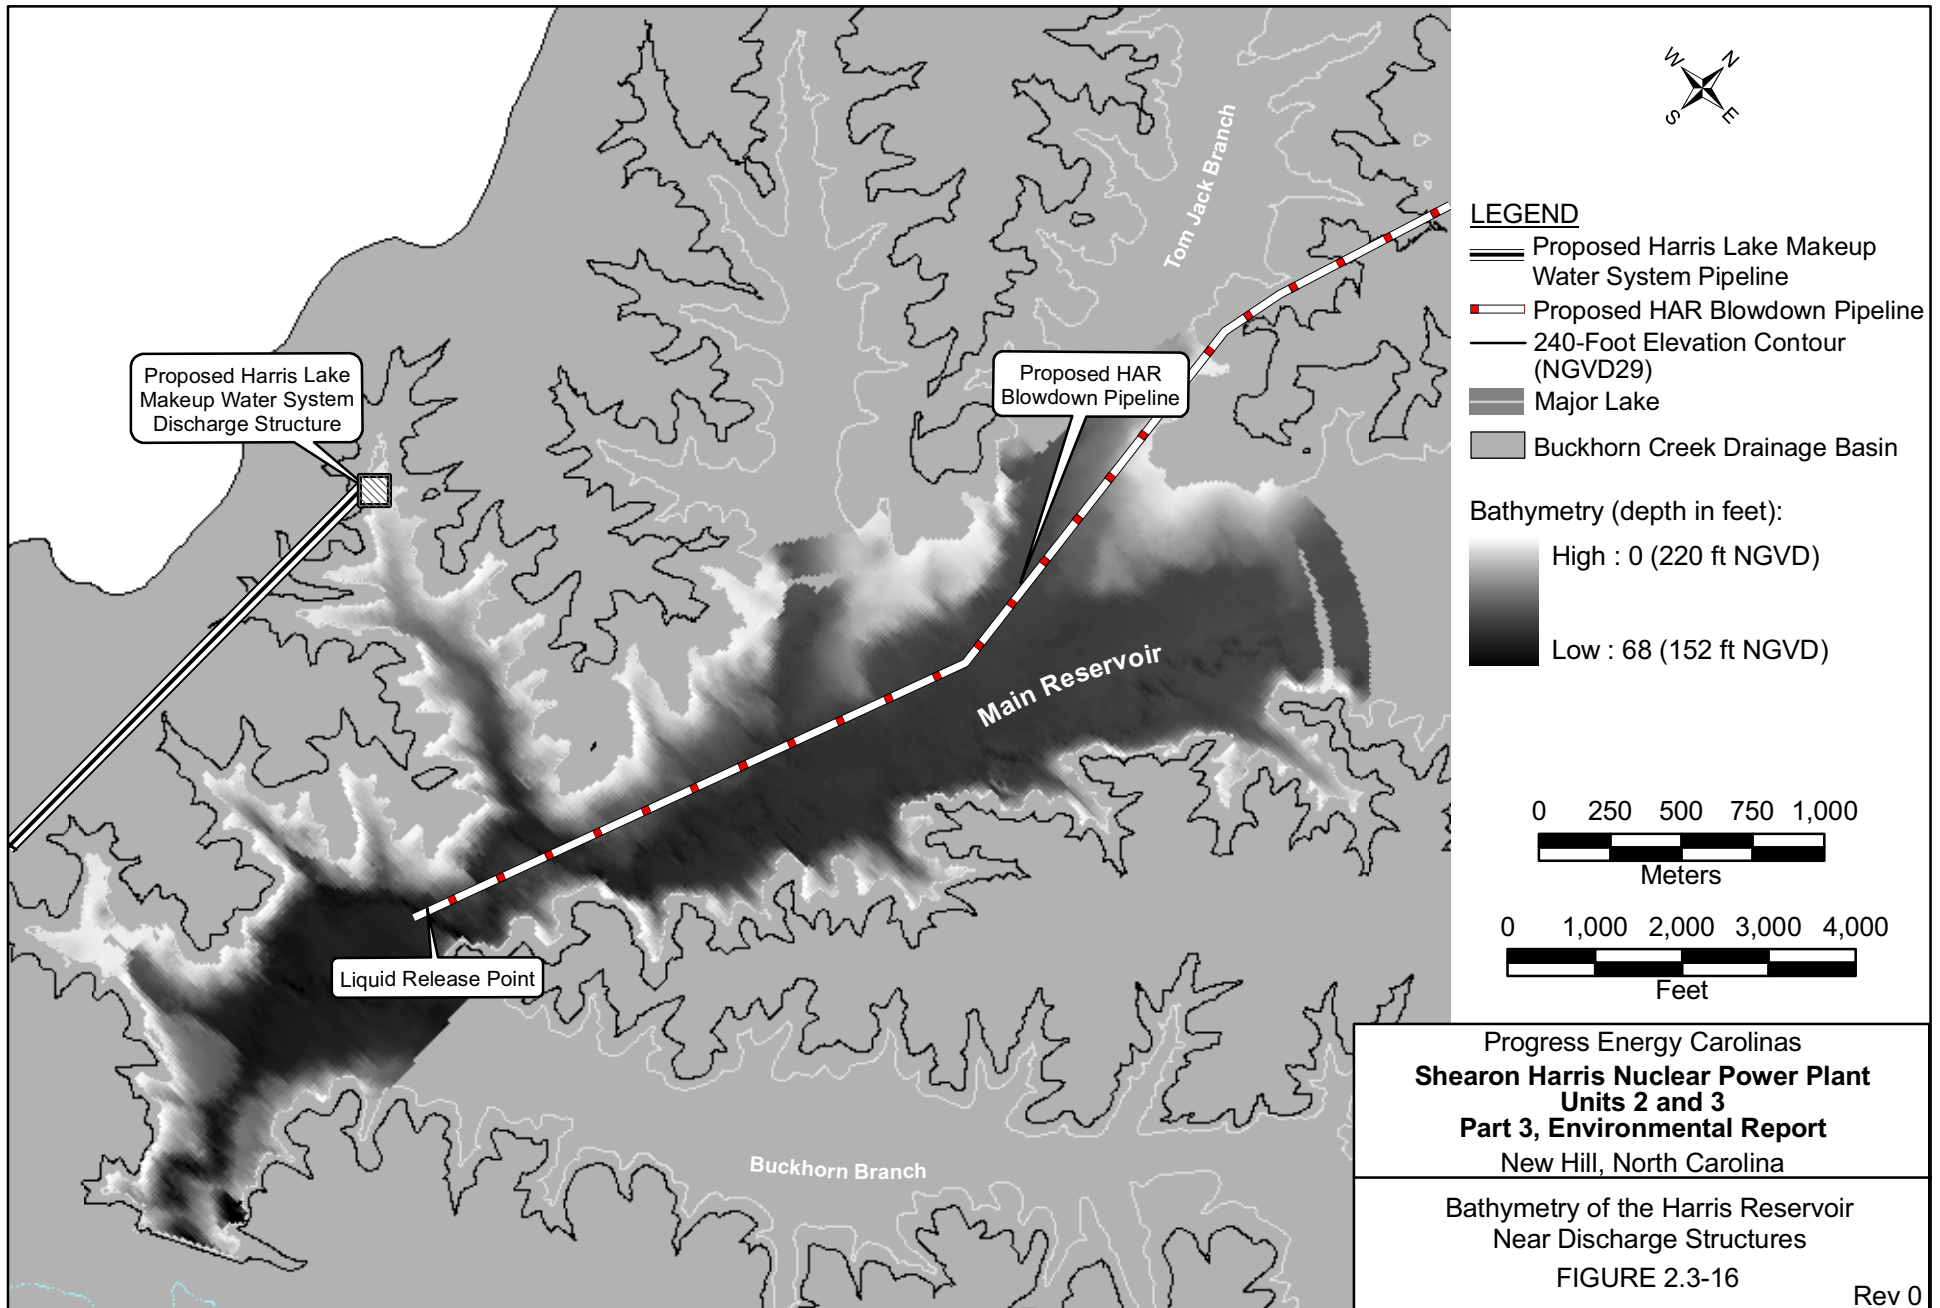 W
N
S
E
Tom Jack Branch
LEGEND
Proposed Harris Lake Makeup
Water System Pipeline
Proposed HAR Blowdown Pipeline
240-Foot Elevation Contour
(NGVD29)
Major Lake
Buckhorn Creek Drainage Basin
Bathymetry (depth in feet):
High : 0 (220 ft NGVD)
Low : 68 (152 ft NGVD)
Proposed Harris Lake
Makeup Water System
Discharge Structure
Proposed HAR
Blowdown Pipeline
Main Reservoir
Liquid Release Point
Buckhorn Branch
0 250 500 750 1,000
Meters
0 1,000 2,000 3,000 4,000
Feet
Progress Energy Carolinas
Shearon Harris Nuclear Power Plant
Units 2 and 3
Part 3, Environmental Report
New Hill, North Carolina
Bathymetry of the Harris Reservoir
Near Discharge Structures
FIGURE 2.3-16
Rev 0